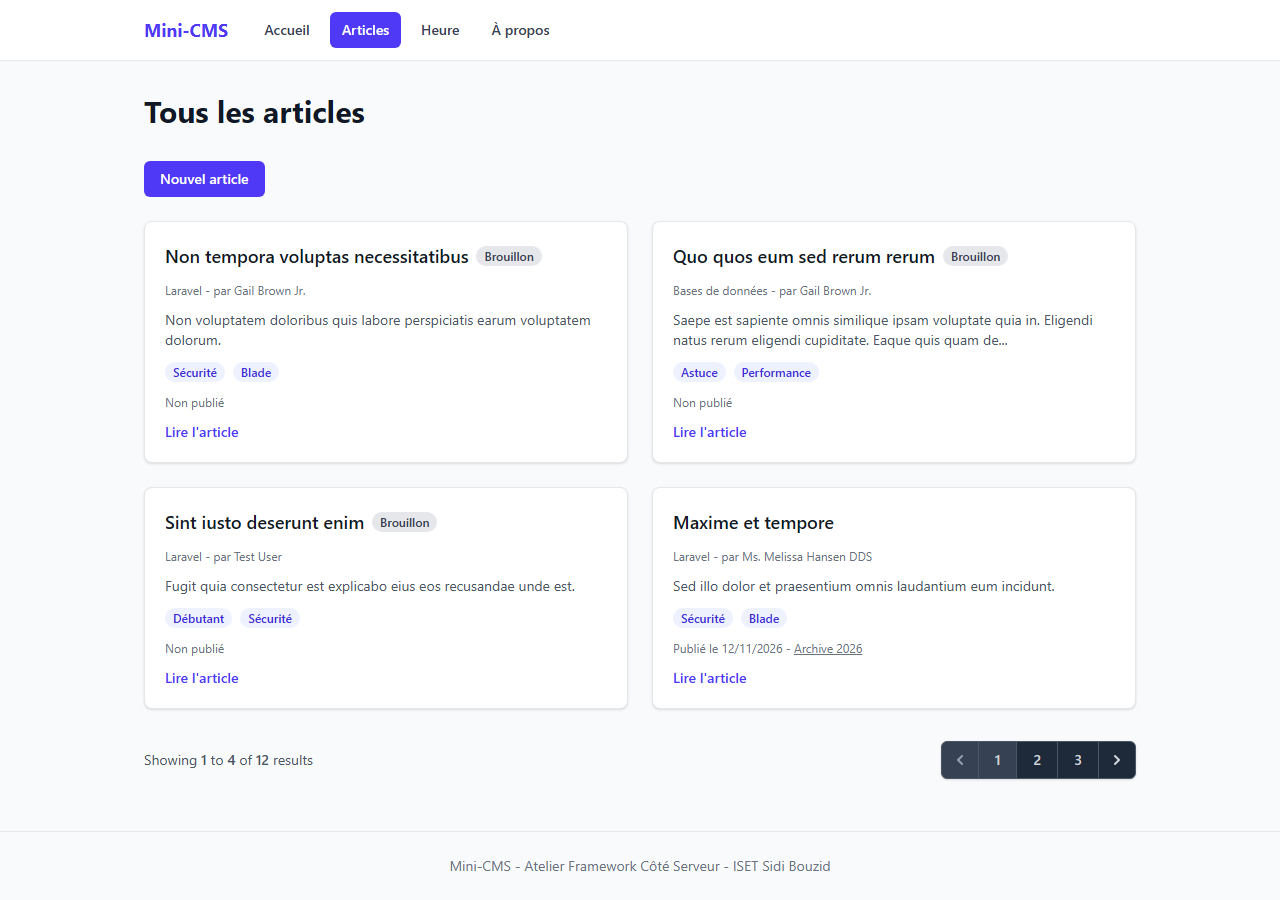 Mini-CMS Accueil Articles Heure À propos
Tous les articles
Nouvel article
Non tempora voluptas necessitatibus Brouillon
Laravel - par Gail Brown Jr.
Non voluptatem doloribus quis labore perspiciatis earum voluptatem
dolorum.
Sécurité Blade
Non publié
Lire l'article
Quo quos eum sed rerum rerum Brouillon
Bases de données - par Gail Brown Jr.
Saepe est sapiente omnis similique ipsam voluptate quia in. Eligendi
natus rerum eligendi cupiditate. Eaque quis quam de...
Astuce Performance
Non publié
Lire l'article
Sint iusto deserunt enim Brouillon
Laravel - par Test User
Fugit quia consectetur est explicabo eius eos recusandae unde est.
Débutant Sécurité
Non publié
Lire l'article
Maxime et tempore
Laravel - par Ms. Melissa Hansen DDS
Sed illo dolor et praesentium omnis laudantium eum incidunt.
Sécurité Blade
Publié le 12/11/2026 - Archive 2026
Lire l'article
Showing 1 to 4 of 12 results
1 2 3
Mini-CMS - Atelier Framework Côté Serveur - ISET Sidi Bouzid